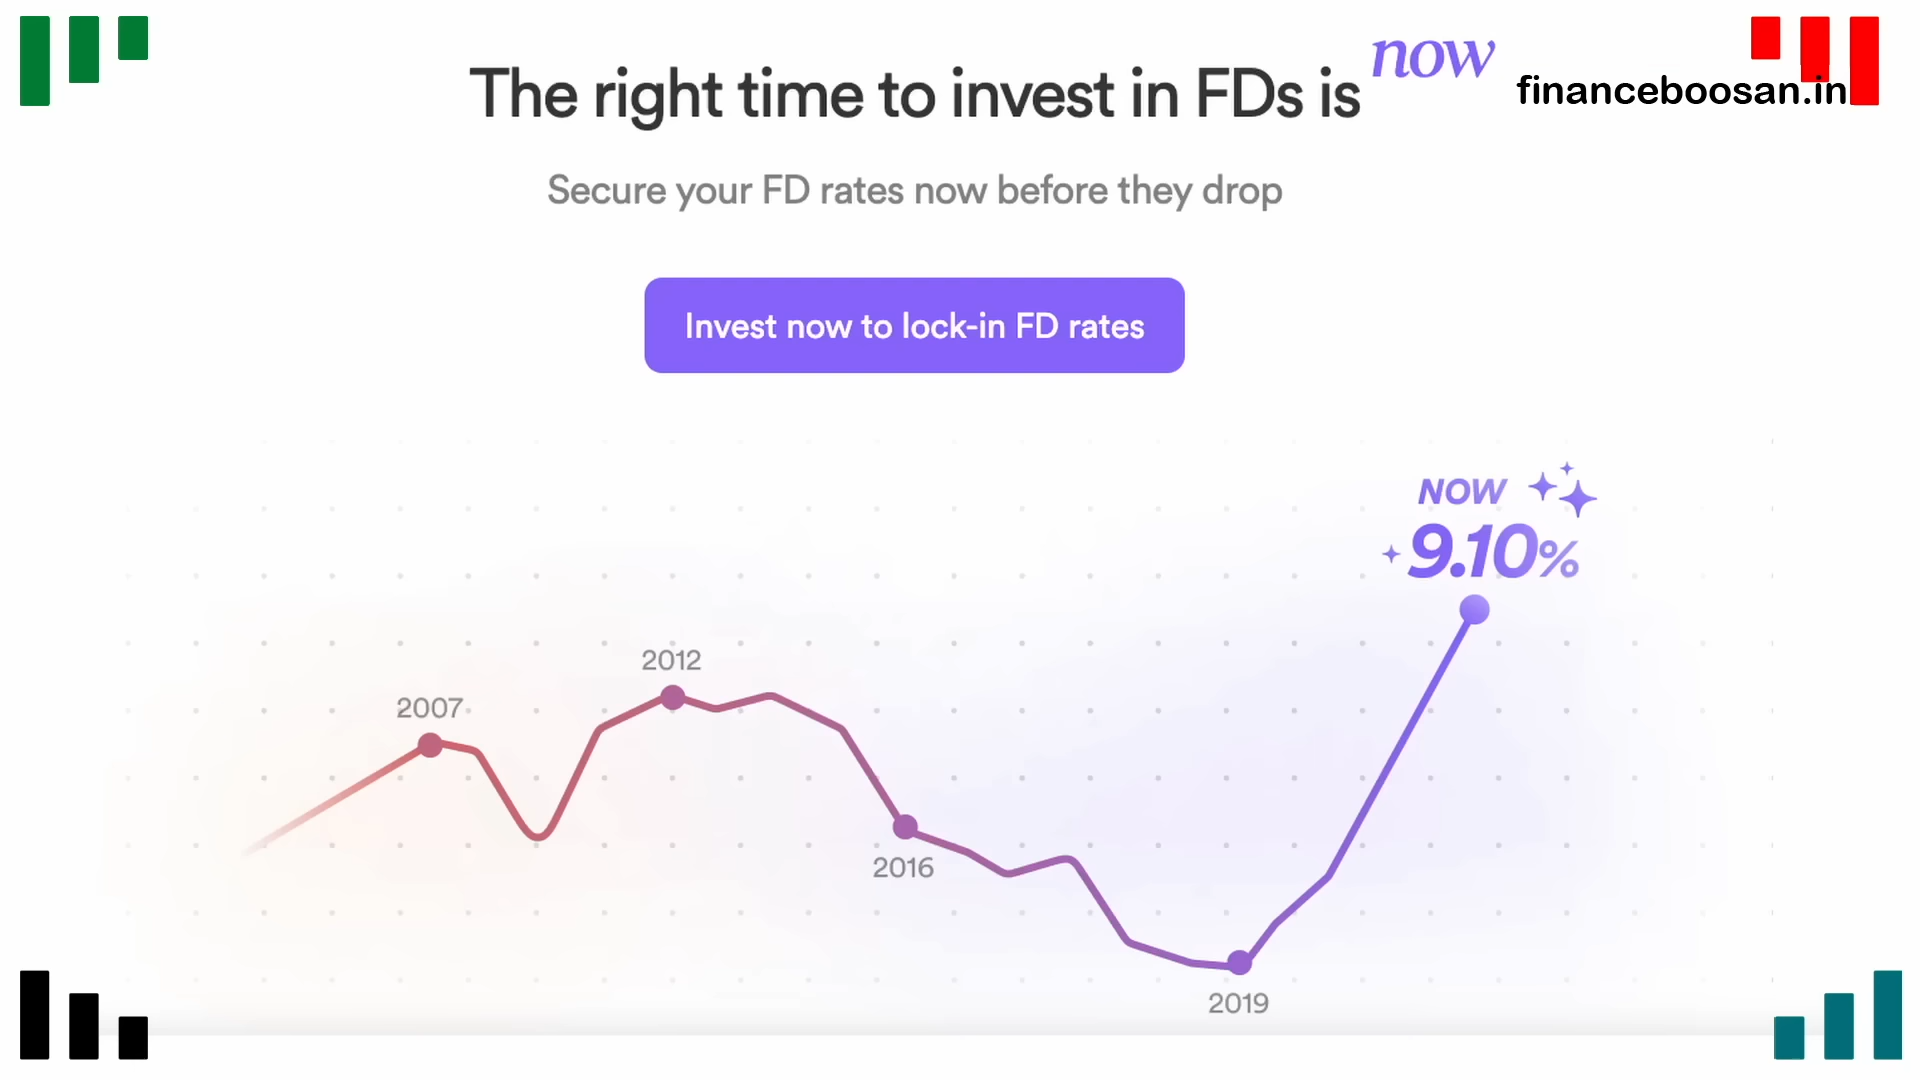 The right time to invest in FDs is now
financeboosan.in
Secure your FD rates now before they drop
Invest now to lock-in FD rates
NOW
9.10%
2012
2007
2016
2019